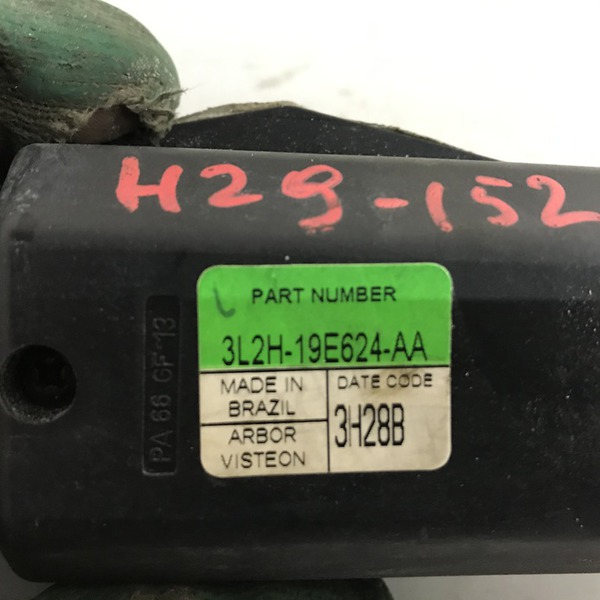 H29-152
PART NUMBER
3L2H-19E624-AA
MADE IN
BRAZIL
DATE CODE
3H28B
ARBOR
VISTEON
PA 66 GF 13